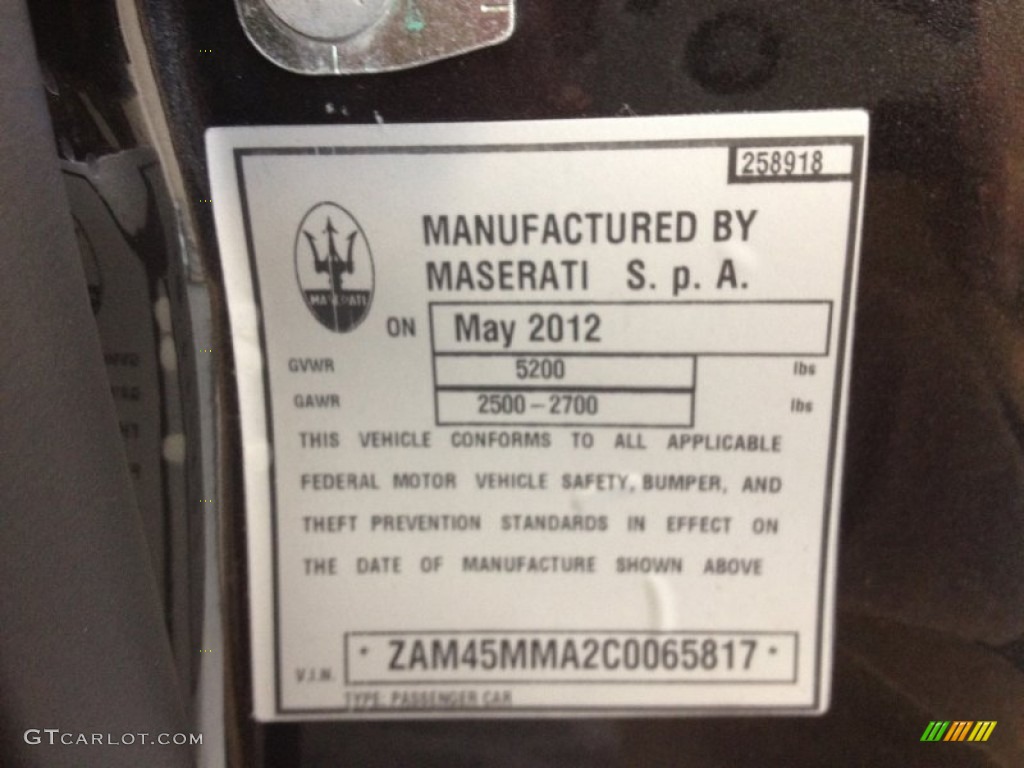 258918
MANUFACTURED BY
MASERATI S. p. A.
MASERATI
ON May 2012
GVWR 5200 lbs
GAWR 2500-2700 lbs
THIS VEHICLE CONFORMS TO ALL APPLICABLE
FEDERAL MOTOR VEHICLE SAFETY, BUMPER, AND
THEFT PREVENTION STANDARDS IN EFFECT ON
THE DATE OF MANUFACTURE SHOWN ABOVE
V.I.N. * ZAM45MMA2C0065817 *
TYPE: PASSENGER CAR
GTCARLOT.COM